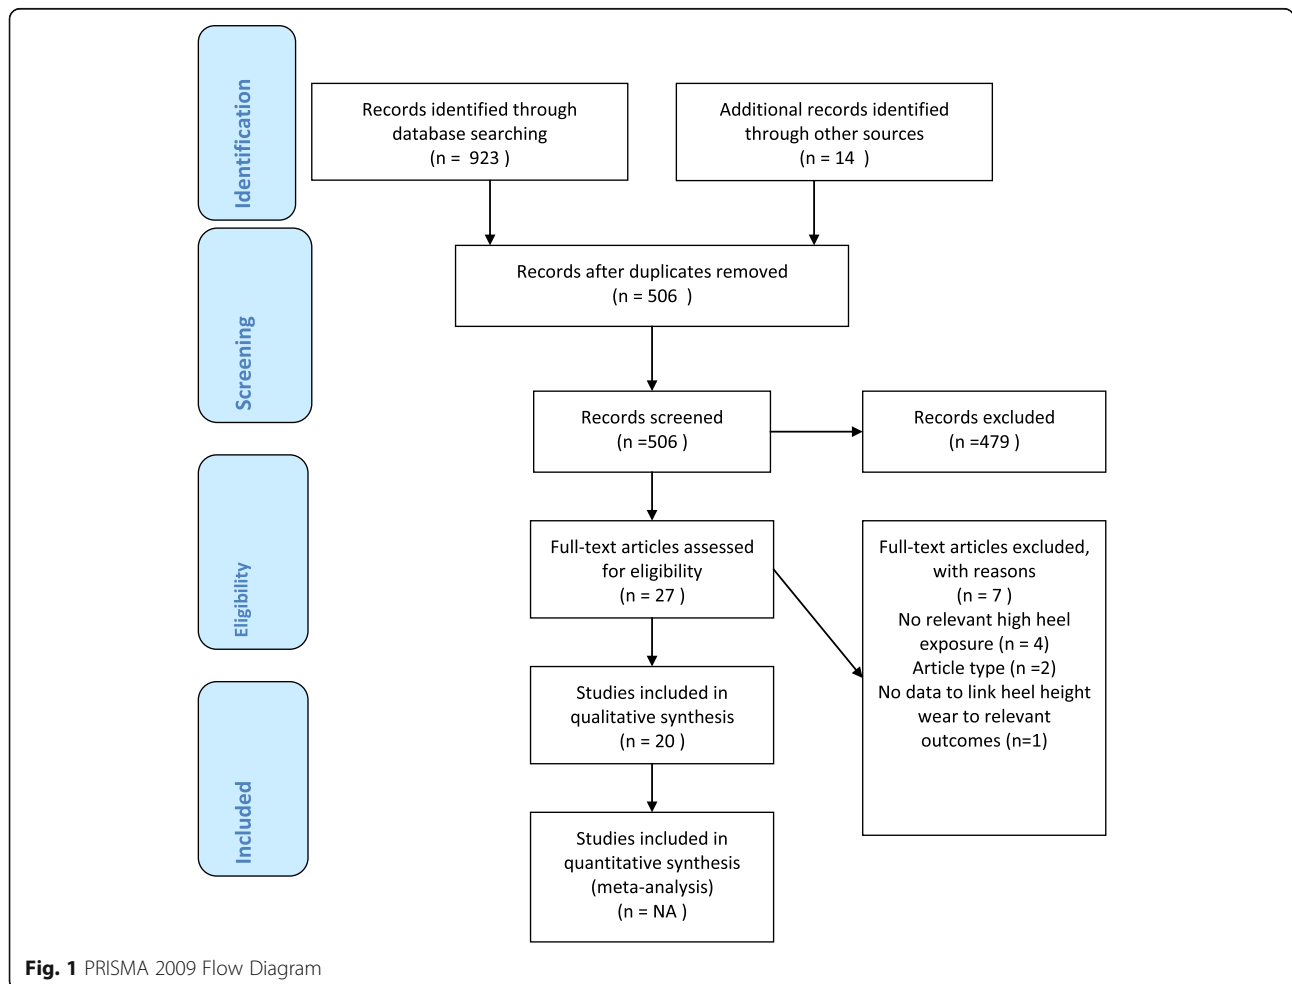 Identification
Records identified through
database searching
(n =  923 )
Additional records identified
through other sources
(n = 14  )
Records after duplicates removed
(n = 506  )
Screening
Records screened
(n =506 )
Records excluded
(n =479 )
Eligibility
Full-text articles assessed
for eligibility
(n = 27 )
Full-text articles excluded,
with reasons
(n = 7 )
No relevant high heel
exposure (n = 4)
Article type (n =2)
No data to link heel height
wear to relevant
outcomes (n=1)
Studies included in
qualitative synthesis
(n = 20 )
Included
Studies included in
quantitative synthesis
(meta-analysis)
(n = NA )
Fig. 1 PRISMA 2009 Flow Diagram